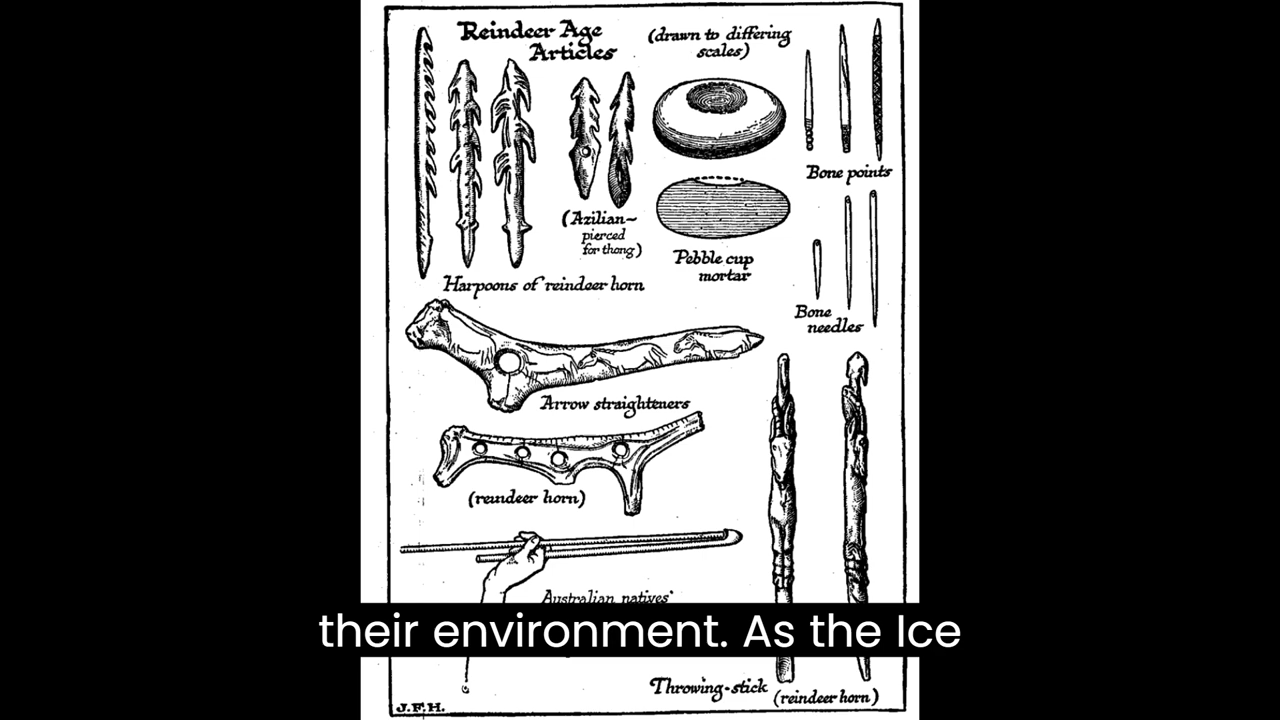 Reindeer Age
Articles
(drawn to differing
scales)
Bone points
(Azilian~
pierced
for thong)
Pebble cup
mortar
Harpoons of reindeer horn
Bone
needles
Arrow straighteners
(reindeer horn)
Australian natives'
their environment. As the Ice
Throwing-stick (reindeer horn)
J.F.H.